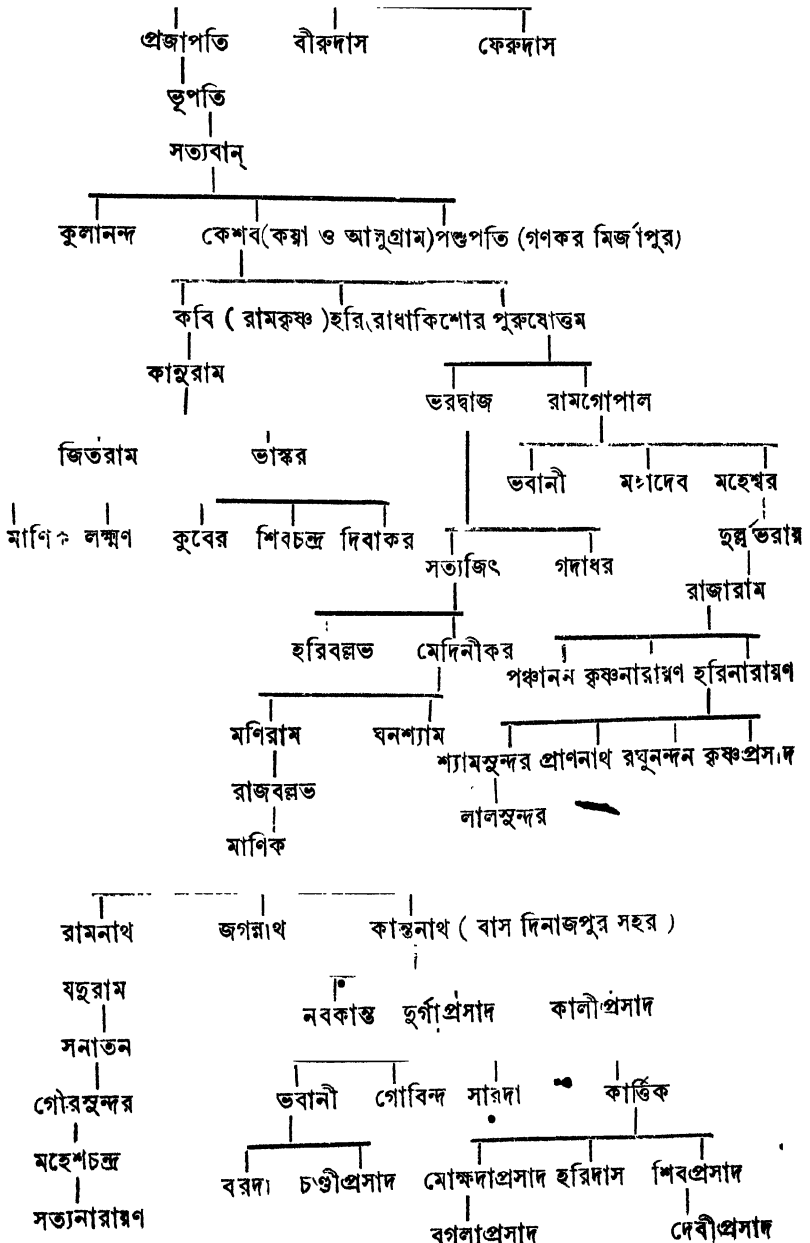 প্রজাপতি বীরুদাস ফেরুদাস
ভূপতি
সত্যবান্
কুলানন্দ কেশব(কয়া ও আসুগ্রাম)পশুপতি (গণকর মির্জাপুর)
কবি ( রামকৃষ্ণ )হরি রাধাকিশোর পুরুষোত্তম
কানুরাম
ভরদ্বাজ রামগোপাল
জিতরাম ভাস্কর
ভবানী মহাদেব মহেশ্বর
মাণিক লক্ষ্মণ কুবের শিবচন্দ্র দিবাকর দুর্ল্লভরায়
সত্যজিৎ গদাধর
রাজারাম
হরিবল্লভ মেদিনীকর
পঞ্চানন কৃষ্ণনারায়ণ হরিনারায়ণ
মণিরাম ঘনশ্যাম
শ্যামসুন্দর প্রাণনাথ রঘুনন্দন কৃষ্ণপ্রসাদ
রাজবল্লভ
লালসুন্দর
মাণিক
রামনাথ জগন্নাথ কান্তনাথ ( বাস দিনাজপুর সহর )
যদুরাম
নবকান্ত দুর্গাপ্রসাদ কালীপ্রসাদ
সনাতন
গৌরসুন্দর ভবানী গোবিন্দ সারদা কার্ত্তিক
মহেশচন্দ্র
বরদা চণ্ডীপ্রসাদ মোক্ষদাপ্রসাদ হরিদাস শিবপ্রসাদ
সত্যনারায়ণ
বগলাপ্রসাদ দেবীপ্রসাদ